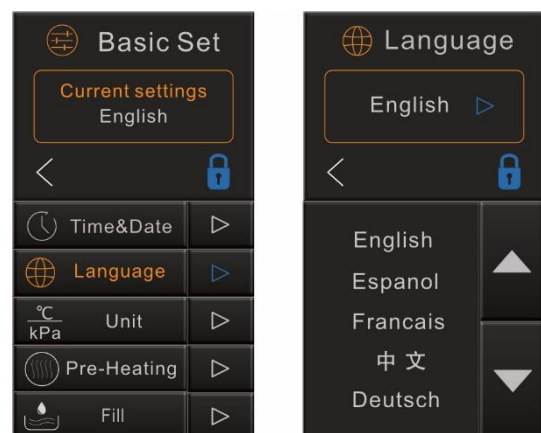 Basic Set
Current settings
English
Time&Date
Language
°C
kPa
Unit
Pre-Heating
Fill
Language
English
English
Espanol
Francais
中文
Deutsch